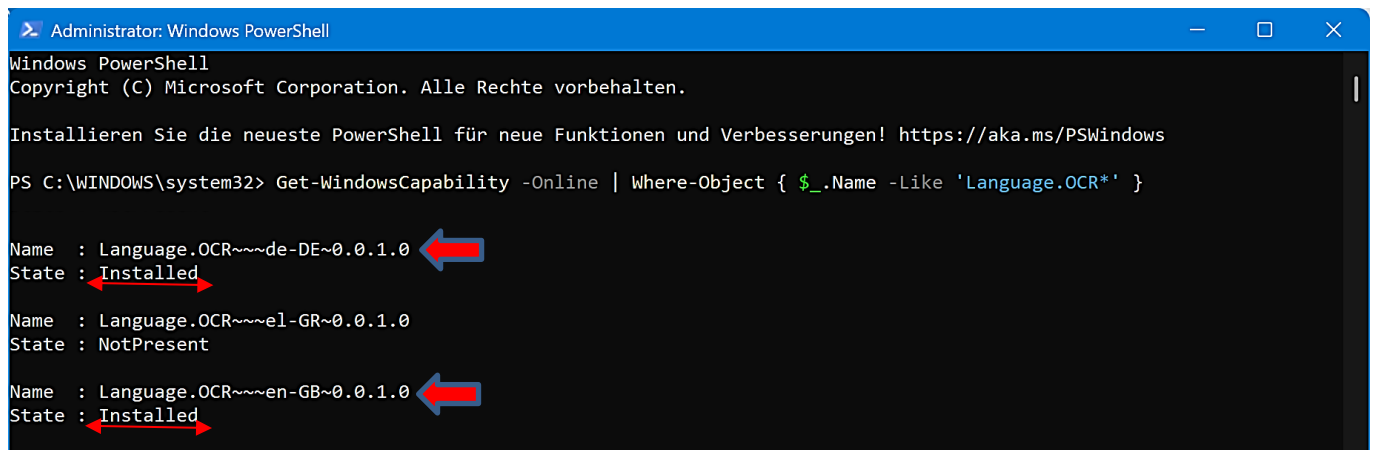 Administrator: Windows PowerShell
Windows PowerShell
Copyright (C) Microsoft Corporation. Alle Rechte vorbehalten.
Installieren Sie die neueste PowerShell für neue Funktionen und Verbesserungen! https://aka.ms/PSWindows
PS C:\WINDOWS\system32> Get-WindowsCapability -Online | Where-Object { $_.Name -Like 'Language.OCR*' }
Name  : Language.OCR~~~de-DE~0.0.1.0
State : Installed
Name  : Language.OCR~~~el-GR~0.0.1.0
State : NotPresent
Name  : Language.OCR~~~en-GB~0.0.1.0
State : Installed